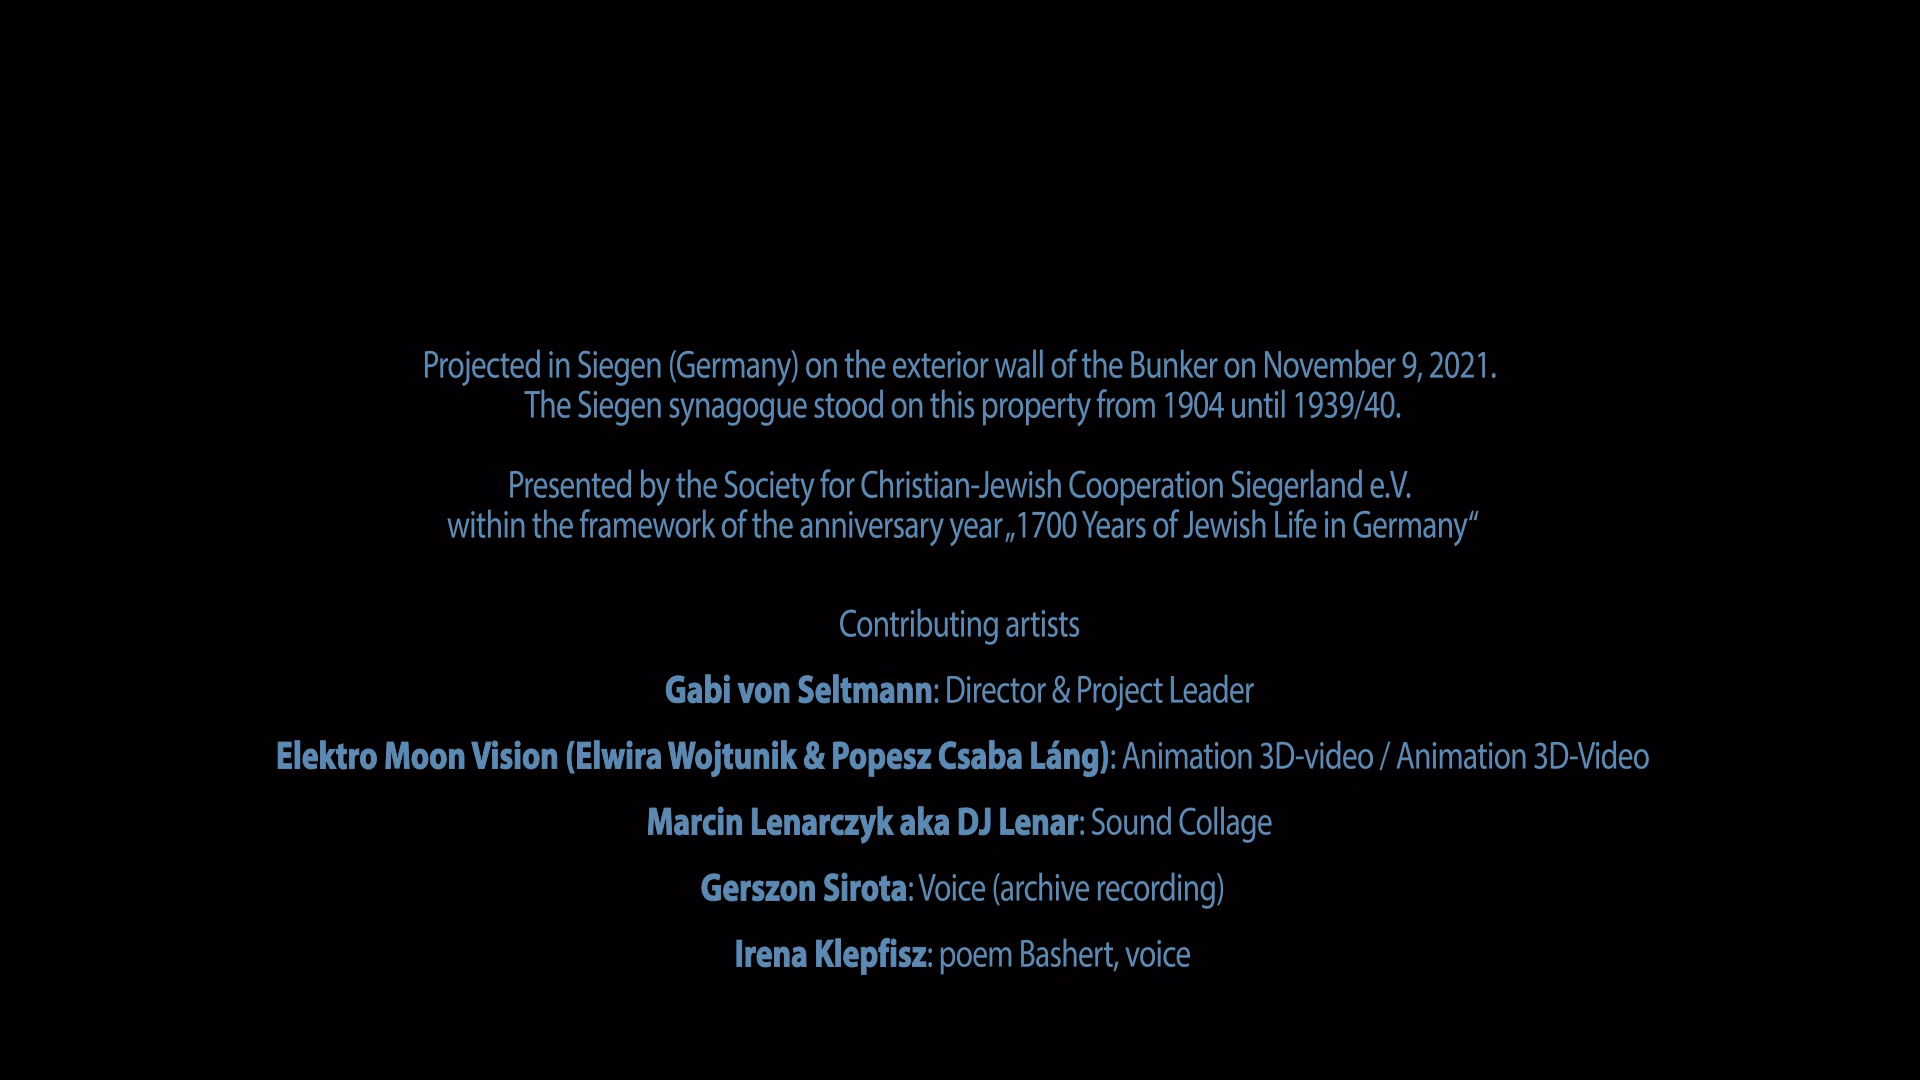 Projected in Siegen (Germany) on the exterior wall of the Bunker on November 9, 2021.
The Siegen synagogue stood on this property from 1904 until 1939/40.
Presented by the Society for Christian-Jewish Cooperation Siegerland e.V.
within the framework of the anniversary year „1700 Years of Jewish Life in Germany“
Contributing artists
Gabi von Seltmann: Director & Project Leader
Elektro Moon Vision (Elwira Wojtunik & Popesz Csaba Láng): Animation 3D-video / Animation 3D-Video
Marcin Lenarczyk aka DJ Lenar: Sound Collage
Gerszon Sirota: Voice (archive recording)
Irena Klepfisz: poem Bashert, voice